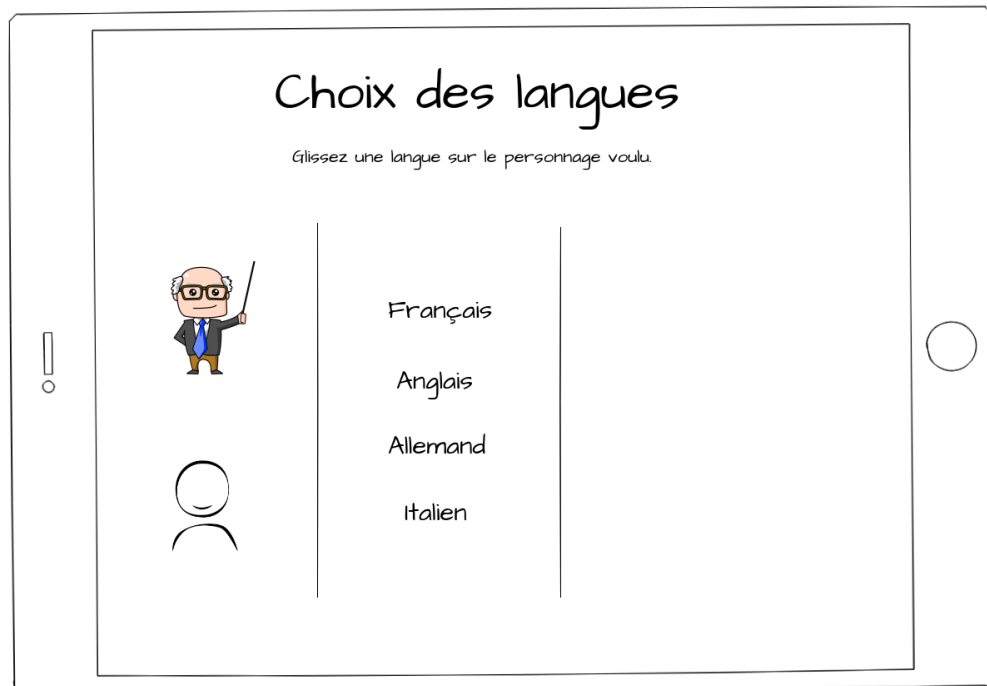 Choix des langues
Glissez une langue sur le personnage voulu.
Français
Anglais
Allemand
Italien